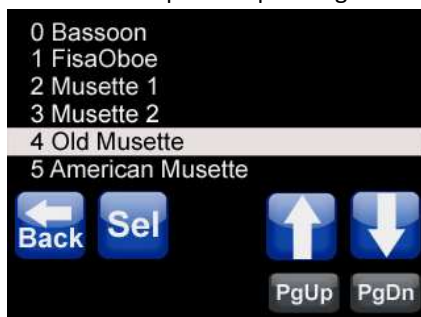 0 Bassoon
1 FisaOboe
2 Musette 1
3 Musette 2
4 Old Musette
5 American Musette
Back Sel
PgUp PgDn